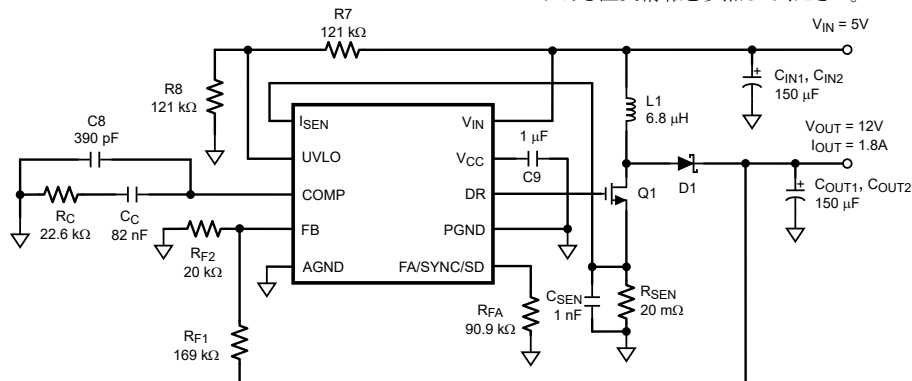 R7
121 kΩ
V_IN = 5V
R8
121 kΩ
C_IN1, C_IN2
150 μF
L1
6.8 μH
C8
390 pF
I_SEN
V_IN
1 μF
V_OUT = 12V
I_OUT = 1.8A
UVLO
V_CC
C9
COMP
DR
Q1
D1
C_OUT1, C_OUT2
150 μF
R_C
22.6 kΩ
C_C
82 nF
FB
PGND
R_F2
20 kΩ
AGND
FA/SYNC/SD
C_SEN
1 nF
R_SEN
20 mΩ
R_FA
90.9 kΩ
R_F1
169 kΩ